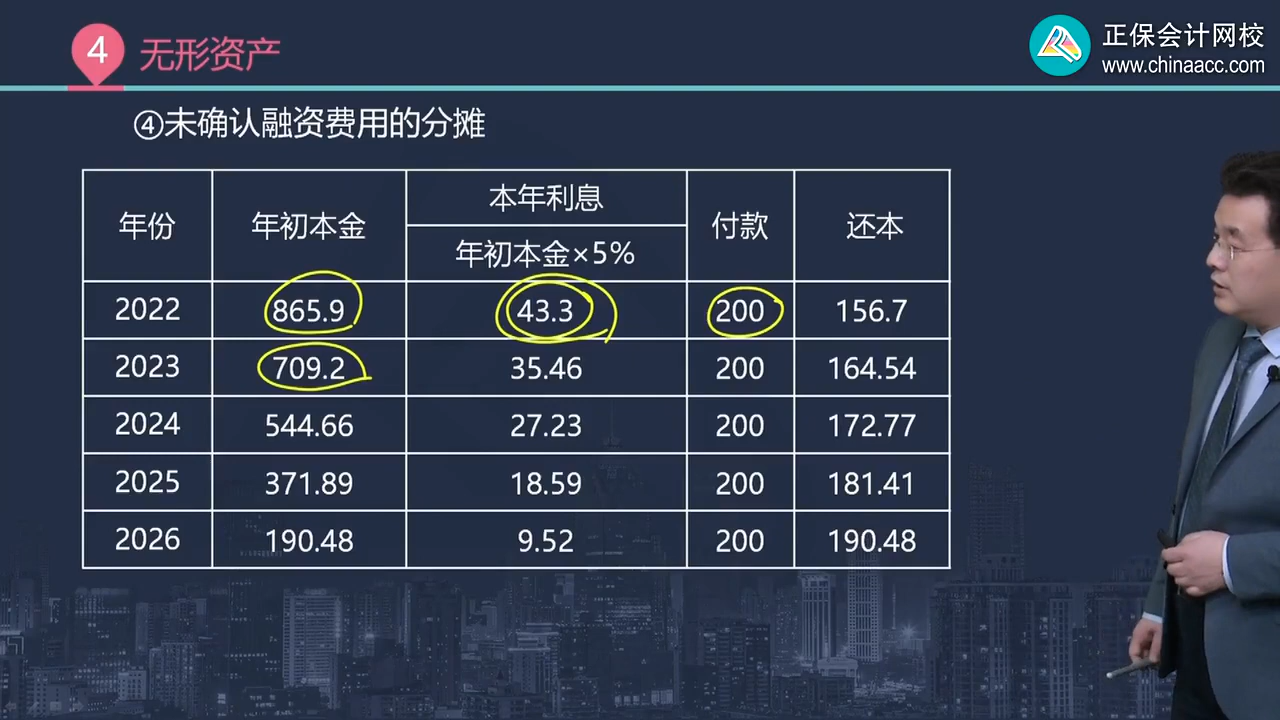 4 无形资产
正保会计网校
www.chinaacc.com
④未确认融资费用的分摊
年份 年初本金 本年利息 付款 还本
年初本金×5%
2022 865.9 43.3 200 156.7
2023 709.2 35.46 200 164.54
2024 544.66 27.23 200 172.77
2025 371.89 18.59 200 181.41
2026 190.48 9.52 200 190.48